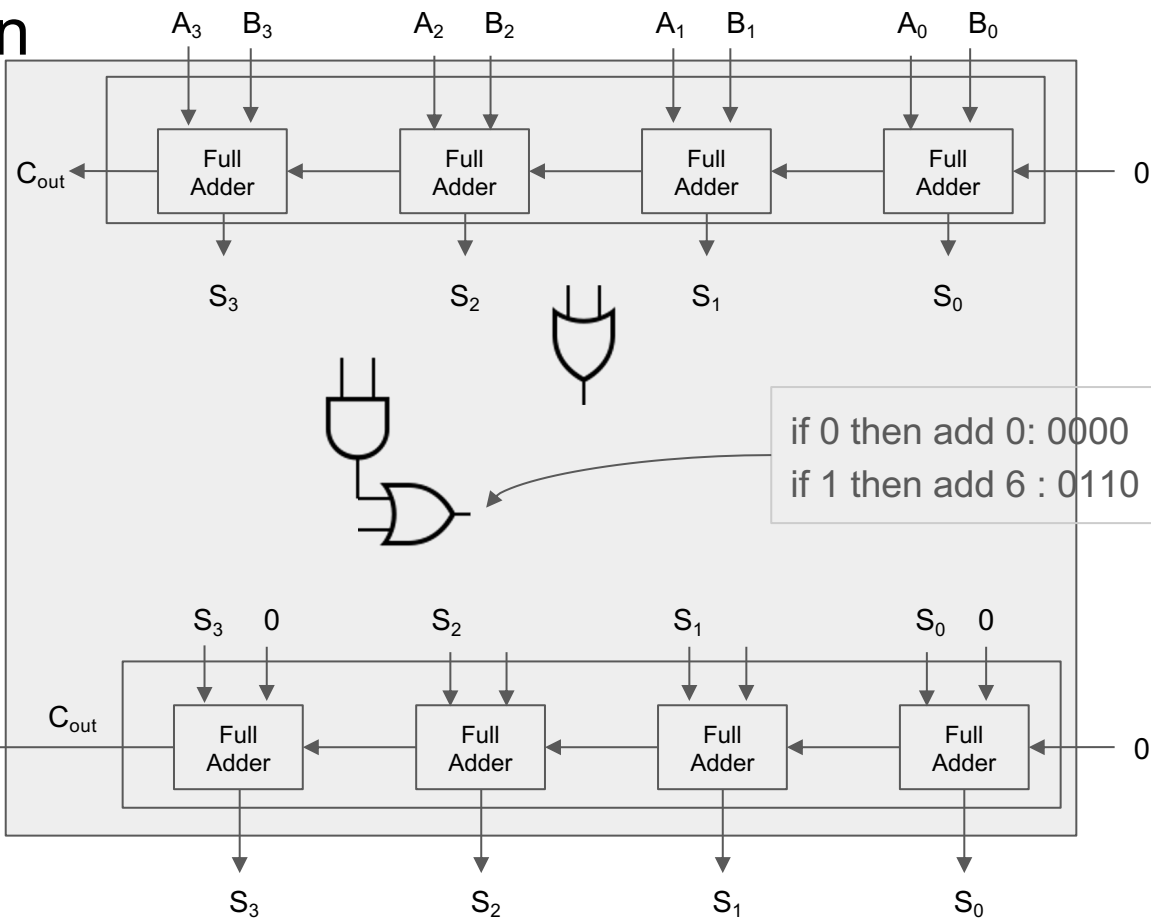 n
A₃ B₃ A₂ B₂ A₁ B₁ A₀ B₀
Full Adder Full Adder Full Adder Full Adder
C_out 0
S₃ S₂ S₁ S₀
if 0 then add 0: 0000
if 1 then add 6 : 0110
S₃ 0 S₂ S₁ S₀ 0
C_out
Full Adder Full Adder Full Adder Full Adder
0
S₃ S₂ S₁ S₀